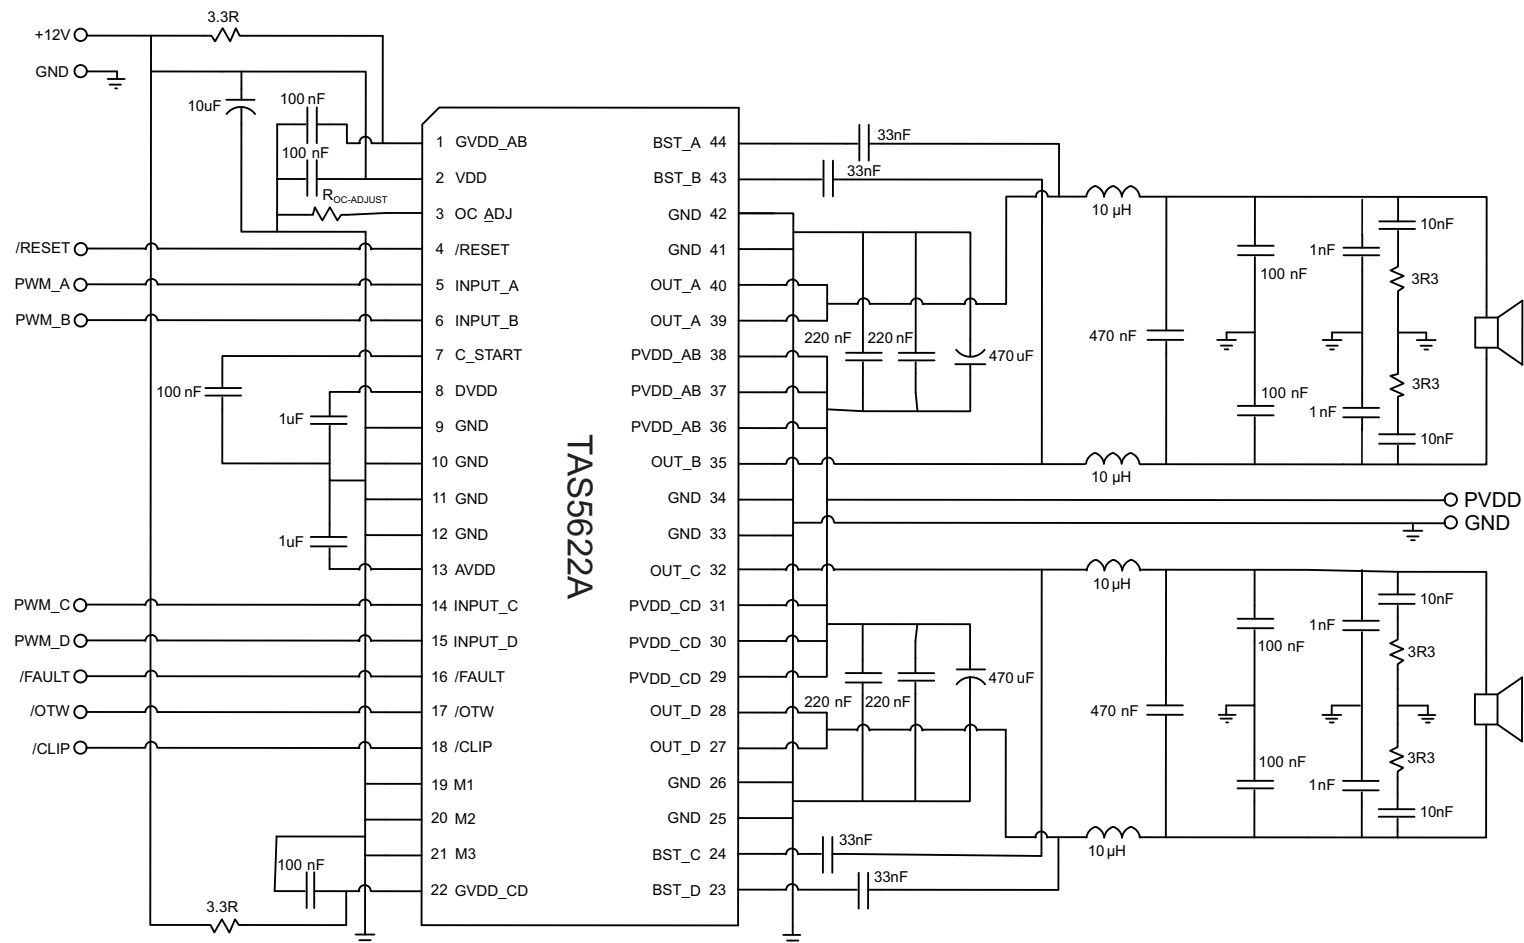 3.3R
+12V
GND
10uF
100 nF
100 nF
R OC-ADJUST
/RESET
PWM_A
PWM_B
100 nF
1uF
1uF
PWM_C
PWM_D
/FAULT
/OTW
/CLIP
100 nF
3.3R
1 GVDD_AB
2 VDD
3 OC_ADJ
4 /RESET
5 INPUT_A
6 INPUT_B
7 C_START
8 DVDD
9 GND
10 GND
11 GND
12 GND
13 AVDD
14 INPUT_C
15 INPUT_D
16 /FAULT
17 /OTW
18 /CLIP
19 M1
20 M2
21 M3
22 GVDD_CD
TAS5622A
BST_A 44
BST_B 43
GND 42
GND 41
OUT_A 40
OUT_A 39
PVDD_AB 38
PVDD_AB 37
PVDD_AB 36
OUT_B 35
GND 34
GND 33
OUT_C 32
PVDD_CD 31
PVDD_CD 30
PVDD_CD 29
OUT_D 28
OUT_D 27
GND 26
GND 25
BST_C 24
BST_D 23
33nF
33nF
10 µH
220 nF
220 nF
470 uF
470 nF
100 nF
100 nF
1nF
1nF
10nF
3R3
3R3
10nF
10 µH
PVDD
GND
10 µH
220 nF
220 nF
470 uF
470 nF
100 nF
100 nF
1nF
1nF
10nF
3R3
3R3
10nF
10 µH
33nF
33nF